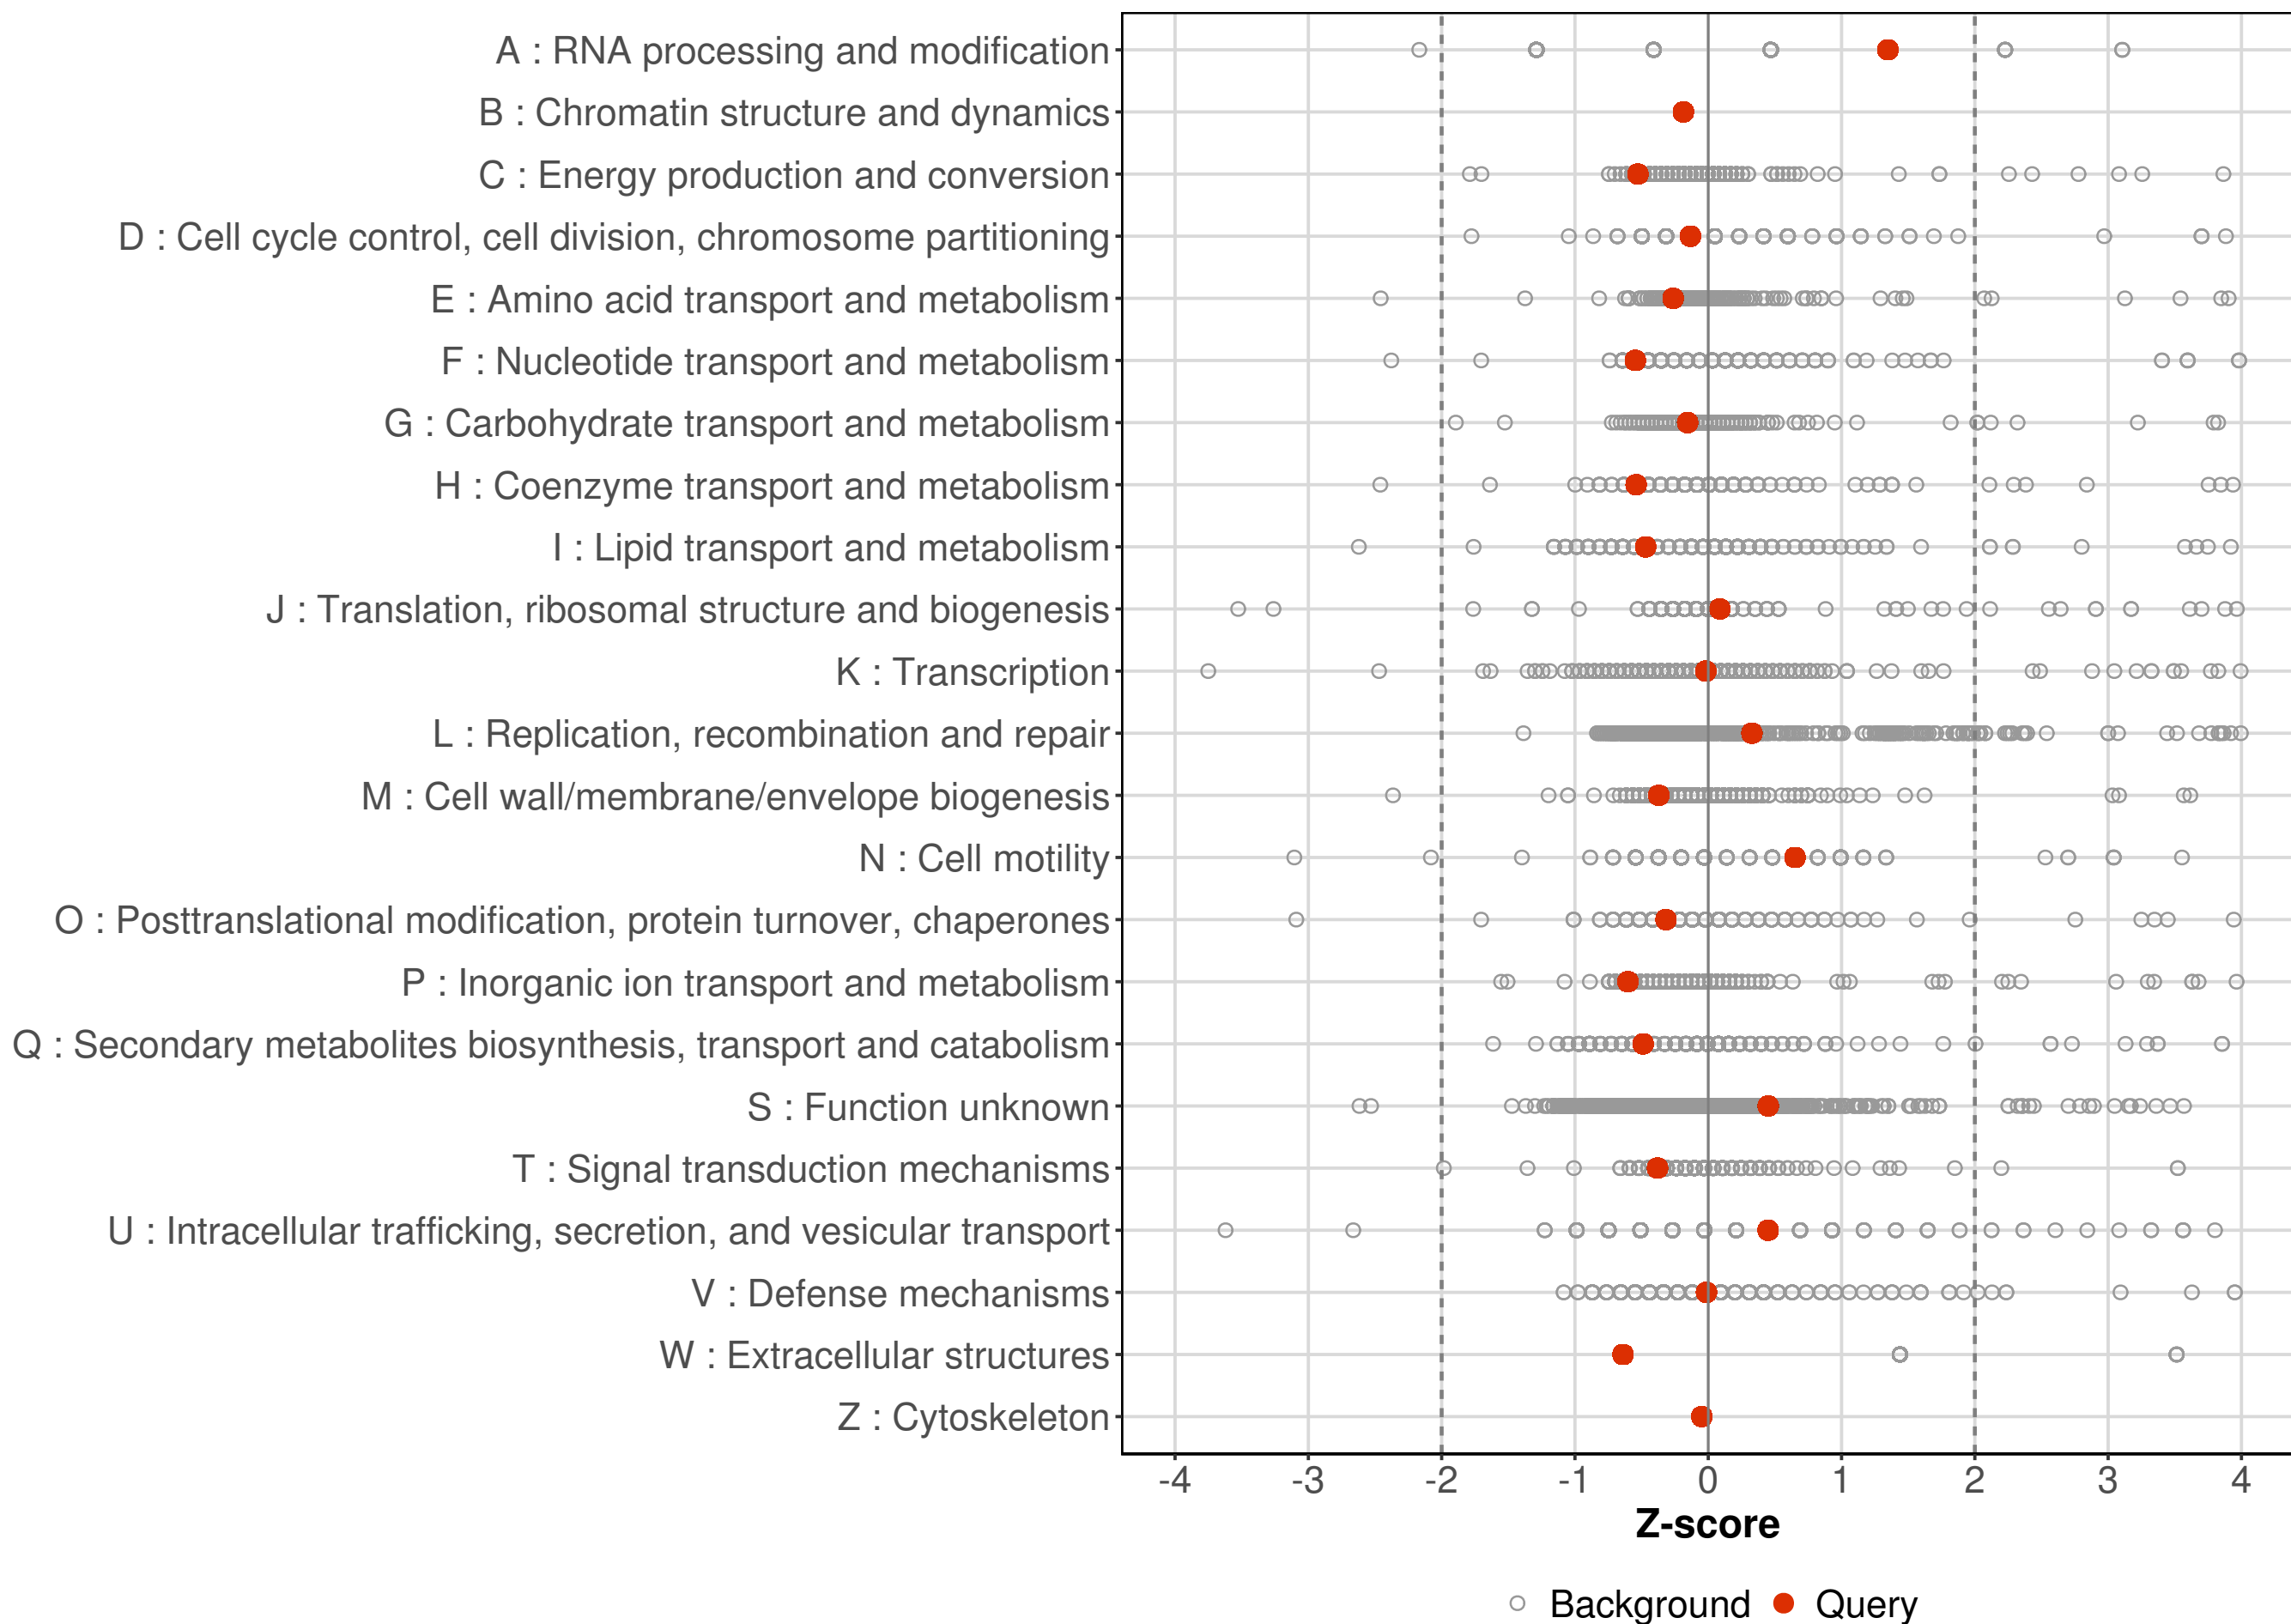 A : RNA processing and modification
B : Chromatin structure and dynamics
C : Energy production and conversion
D : Cell cycle control, cell division, chromosome partitioning
E : Amino acid transport and metabolism
F : Nucleotide transport and metabolism
G : Carbohydrate transport and metabolism
H : Coenzyme transport and metabolism
I : Lipid transport and metabolism
J : Translation, ribosomal structure and biogenesis
K : Transcription
L : Replication, recombination and repair
M : Cell wall/membrane/envelope biogenesis
N : Cell motility
O : Posttranslational modification, protein turnover, chaperones
P : Inorganic ion transport and metabolism
Q : Secondary metabolites biosynthesis, transport and catabolism
S : Function unknown
T : Signal transduction mechanisms
U : Intracellular trafficking, secretion, and vesicular transport
V : Defense mechanisms
W : Extracellular structures
Z : Cytoskeleton
-4 -3 -2 -1 0 1 2 3 4
Z-score
Background Query